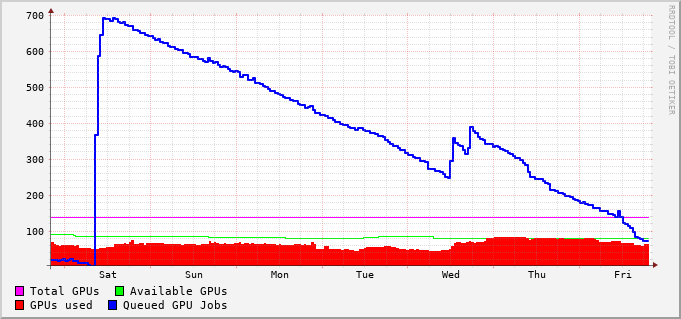 700
600
500
400
300
200
100
Sat Sun Mon Tue Wed Thu Fri
Total GPUs Available GPUs
GPUs used Queued GPU Jobs
RRDTOOL / TOBI OETIKER